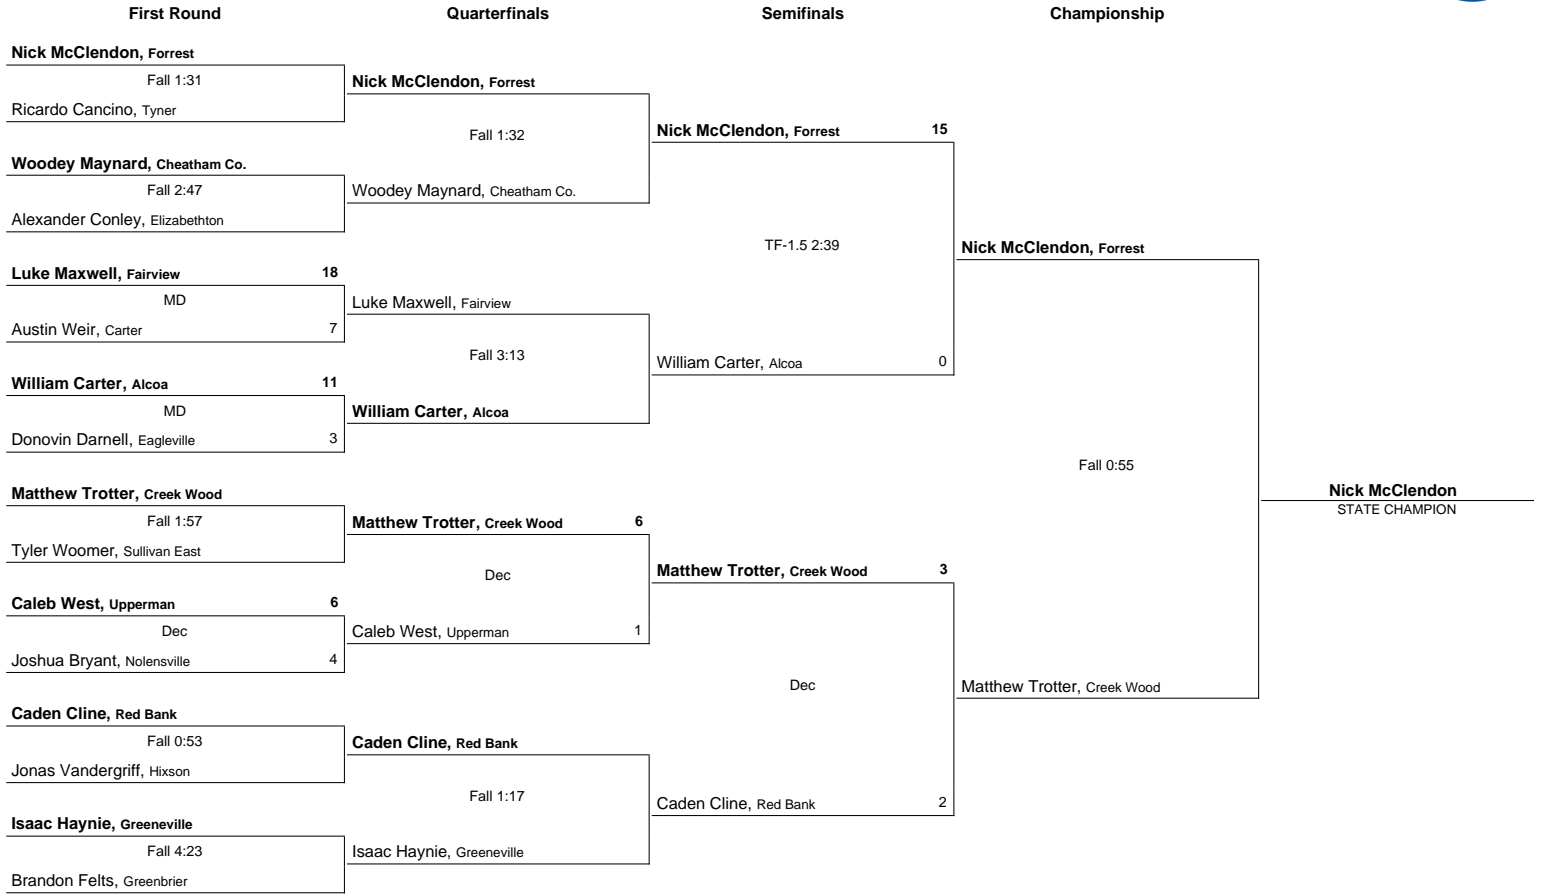 First Round
Quarterfinals
Semifinals
Championship
Nick McClendon, Forrest
Fall 1:31
Ricardo Cancino, Tyner
Woodey Maynard, Cheatham Co.
Fall 2:47
Alexander Conley, Elizabethton
Luke Maxwell, Fairview 18
MD
Austin Weir, Carter 7
William Carter, Alcoa 11
MD
Donovin Darnell, Eagleville 3
Matthew Trotter, Creek Wood
Fall 1:57
Tyler Woomer, Sullivan East
Caleb West, Upperman 6
Dec
Joshua Bryant, Nolensville 4
Caden Cline, Red Bank
Fall 0:53
Jonas Vandergriff, Hixson
Isaac Haynie, Greeneville
Fall 4:23
Brandon Felts, Greenbrier
Nick McClendon, Forrest
Fall 1:32
Woodey Maynard, Cheatham Co.
Luke Maxwell, Fairview
Fall 3:13
William Carter, Alcoa
Matthew Trotter, Creek Wood 6
Dec
Caleb West, Upperman 1
Caden Cline, Red Bank
Fall 1:17
Isaac Haynie, Greeneville
Nick McClendon, Forrest 15
TF-1.5 2:39
William Carter, Alcoa 0
Matthew Trotter, Creek Wood 3
Dec
Caden Cline, Red Bank 2
Nick McClendon, Forrest
Fall 0:55
Matthew Trotter, Creek Wood
Nick McClendon
STATE CHAMPION